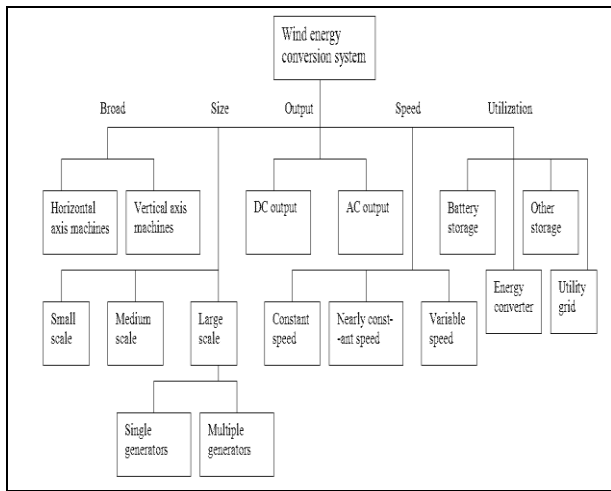 Wind energy
conversion system
Broad
Size
Output
Speed
Utilization
Horizontal
axis machines
Vertical axis
machines
DC output
AC output
Battery
storage
Other
storage
Small
scale
Medium
scale
Large
scale
Constant
speed
Nearly const-
-ant speed
Variable
speed
Energy
converter
Utility
grid
Single
generators
Multiple
generators